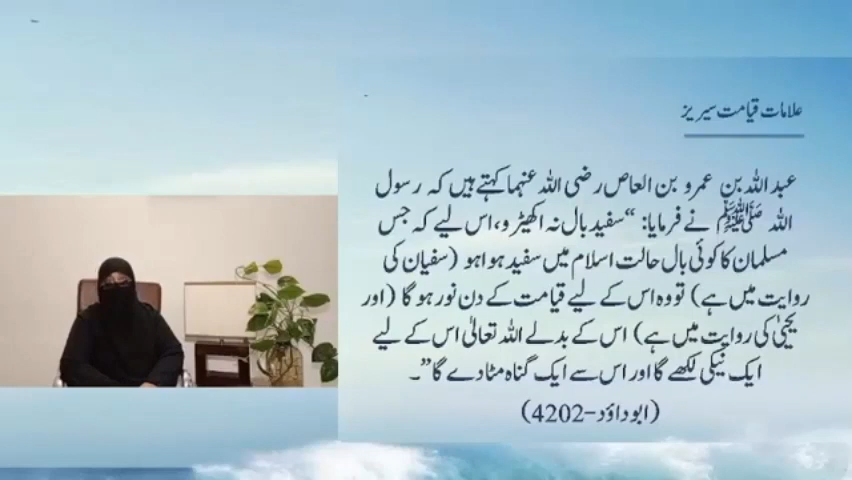 علامات قیامت سیریز
عبد اللہ بن عمرو بن العاص رضی اللہ عنہما کہتے ہیں کہ رسول
اللہ ﷺ نے فرمایا: “سفید بال نہ اکھیڑو، اس لیے کہ جس
مسلمان کا کوئی بال حالت اسلام میں سفید ہوا ہو (سفیان کی
روایت میں ہے) تو وہ اس کے لیے قیامت کے دن نور ہو گا (اور
یحییٰ کی روایت میں ہے) اس کے بدلے اللہ تعالیٰ اس کے لیے
ایک نیکی لکھے گا اور اس سے ایک گناہ مٹا دے گا”۔
(ابوداؤد-4202)